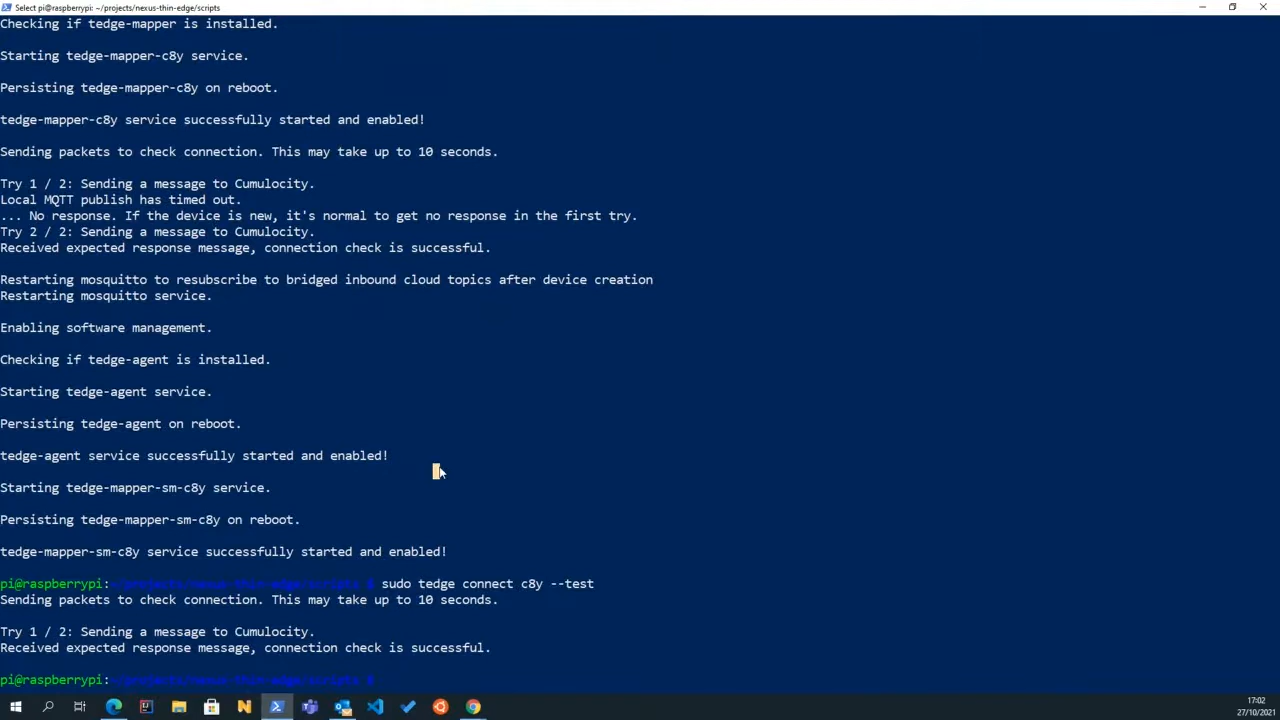 Select pi@raspberrypi: ~/projects/nexus-thin-edge/scripts
Checking if tedge-mapper is installed.
Starting tedge-mapper-c8y service.
Persisting tedge-mapper-c8y on reboot.
tedge-mapper-c8y service successfully started and enabled!
Sending packets to check connection. This may take up to 10 seconds.
Try 1 / 2: Sending a message to Cumulocity.
Local MQTT publish has timed out.
... No response. If the device is new, it's normal to get no response in the first try.
Try 2 / 2: Sending a message to Cumulocity.
Received expected response message, connection check is successful.
Restarting mosquitto to resubscribe to bridged inbound cloud topics after device creation
Restarting mosquitto service.
Enabling software management.
Checking if tedge-agent is installed.
Starting tedge-agent service.
Persisting tedge-agent on reboot.
tedge-agent service successfully started and enabled!
Starting tedge-mapper-sm-c8y service.
Persisting tedge-mapper-sm-c8y on reboot.
tedge-mapper-sm-c8y service successfully started and enabled!
pi@raspberrypi:~/projects/nexus-thin-edge/scripts $ sudo tedge connect c8y --test
Sending packets to check connection. This may take up to 10 seconds.
Try 1 / 2: Sending a message to Cumulocity.
Received expected response message, connection check is successful.
pi@raspberrypi:~/projects/nexus-thin-edge/scripts $
17:02
27/10/2021